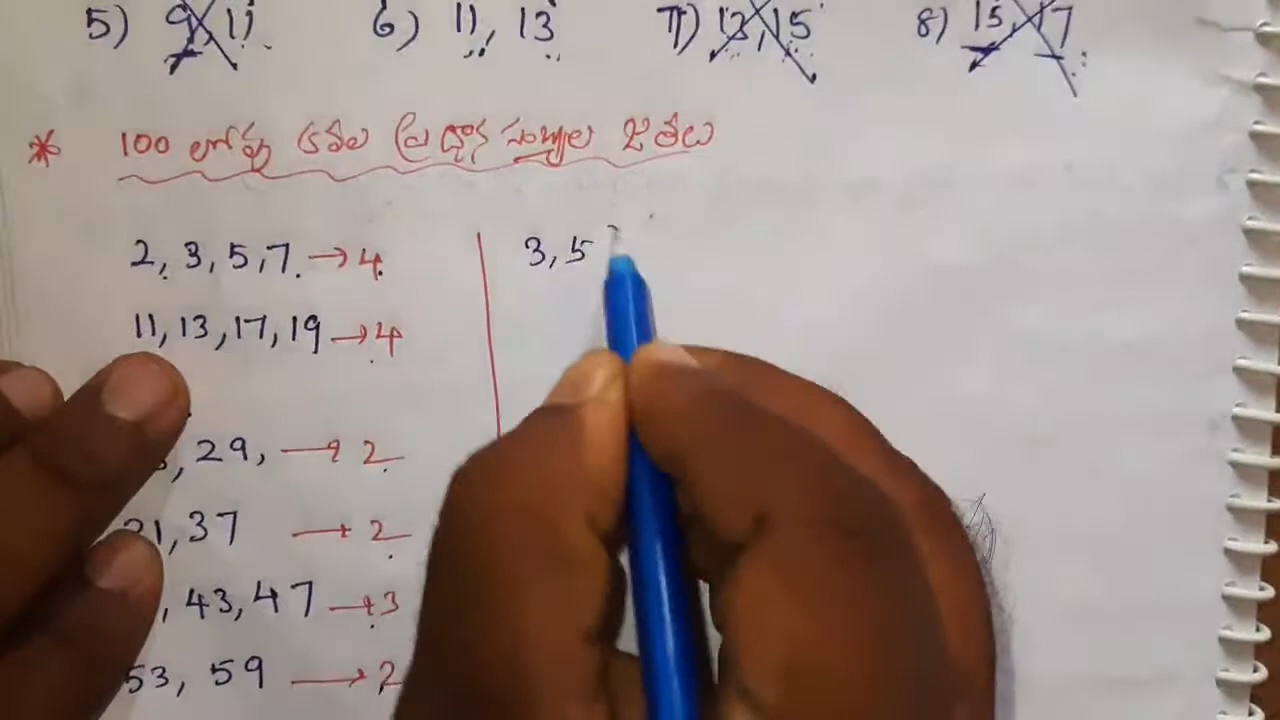 5) 9, 11 6) 11, 13 7) 13, 15 8) 15, 17
* 100 లోపు కవల ప్రధాన సంఖ్యల జతలు
2, 3, 5, 7 → 4
3, 5
11, 13, 17, 19 → 4
, 29, → 2
31, 37 → 2
, 43, 47 → 3
53, 59 → 2